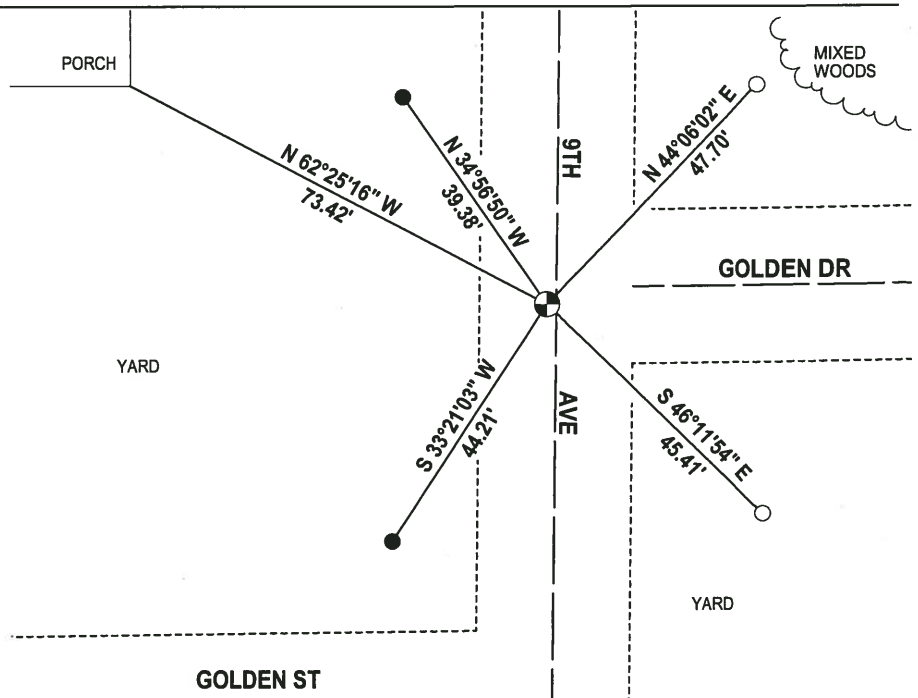 PORCH
MIXED
WOODS
N 62°25'16" W
73.42'
N 34°56'50" W
39.38'
9TH
N 44°06'02" E
47.70'
GOLDEN DR
YARD
S 33°21'03" W
44.21'
AVE
S 46°11'54" E
45.41'
YARD
GOLDEN ST